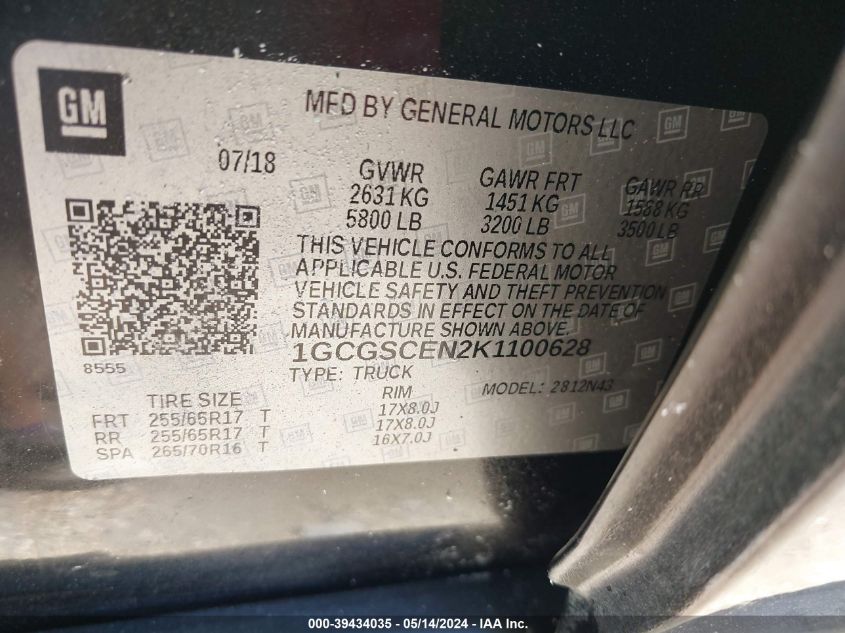 GM
MFD BY GENERAL MOTORS LLC
07/18
GVWR GAWR FRT GAWR RR
2631 KG 1451 KG 1588 KG
5800 LB 3200 LB 3500 LB
THIS VEHICLE CONFORMS TO ALL
APPLICABLE U.S. FEDERAL MOTOR
VEHICLE SAFETY AND THEFT PREVENTION
STANDARDS IN EFFECT ON THE DATE OF
MANUFACTURE SHOWN ABOVE.
8555
1GCGSCEN2K1100628
TYPE: TRUCK MODEL: 2812N43
TIRE SIZE RIM
FRT 255/65R17 T 17X8.0J
RR 255/65R17 T 17X8.0J
SPA 265/70R16 T 16X7.0J
000-39434035 - 05/14/2024 - © IAA Holdings, LLC.